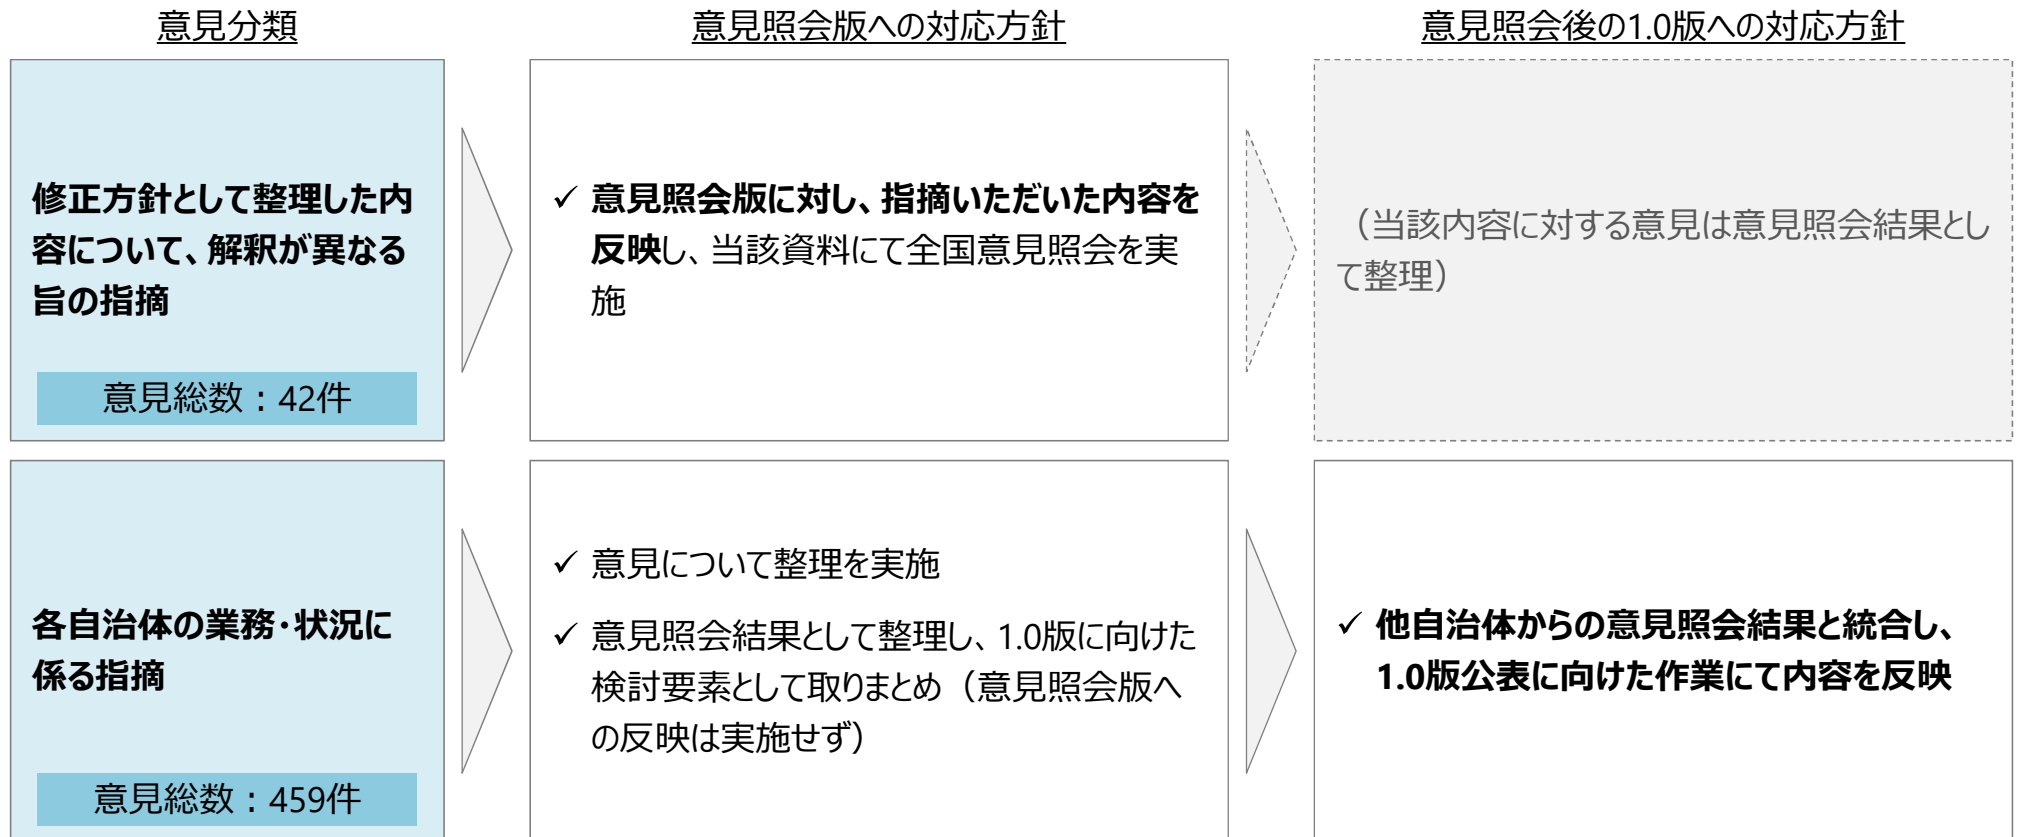 意見分類
意見照会版への対応方針
意見照会後の1.0版への対応方針
修正方針として整理した内
容について、解釈が異なる
旨の指摘
意見総数：42件
✓ 意見照会版に対し、指摘いただいた内容を
反映し、当該資料にて全国意見照会を実
施
（当該内容に対する意見は意見照会結果とし
て整理）
各自治体の業務・状況に
係る指摘
意見総数：459件
✓ 意見について整理を実施
✓ 意見照会結果として整理し、1.0版に向けた
検討要素として取りまとめ（意見照会版へ
の反映は実施せず）
✓ 他自治体からの意見照会結果と統合し、
1.0版公表に向けた作業にて内容を反映